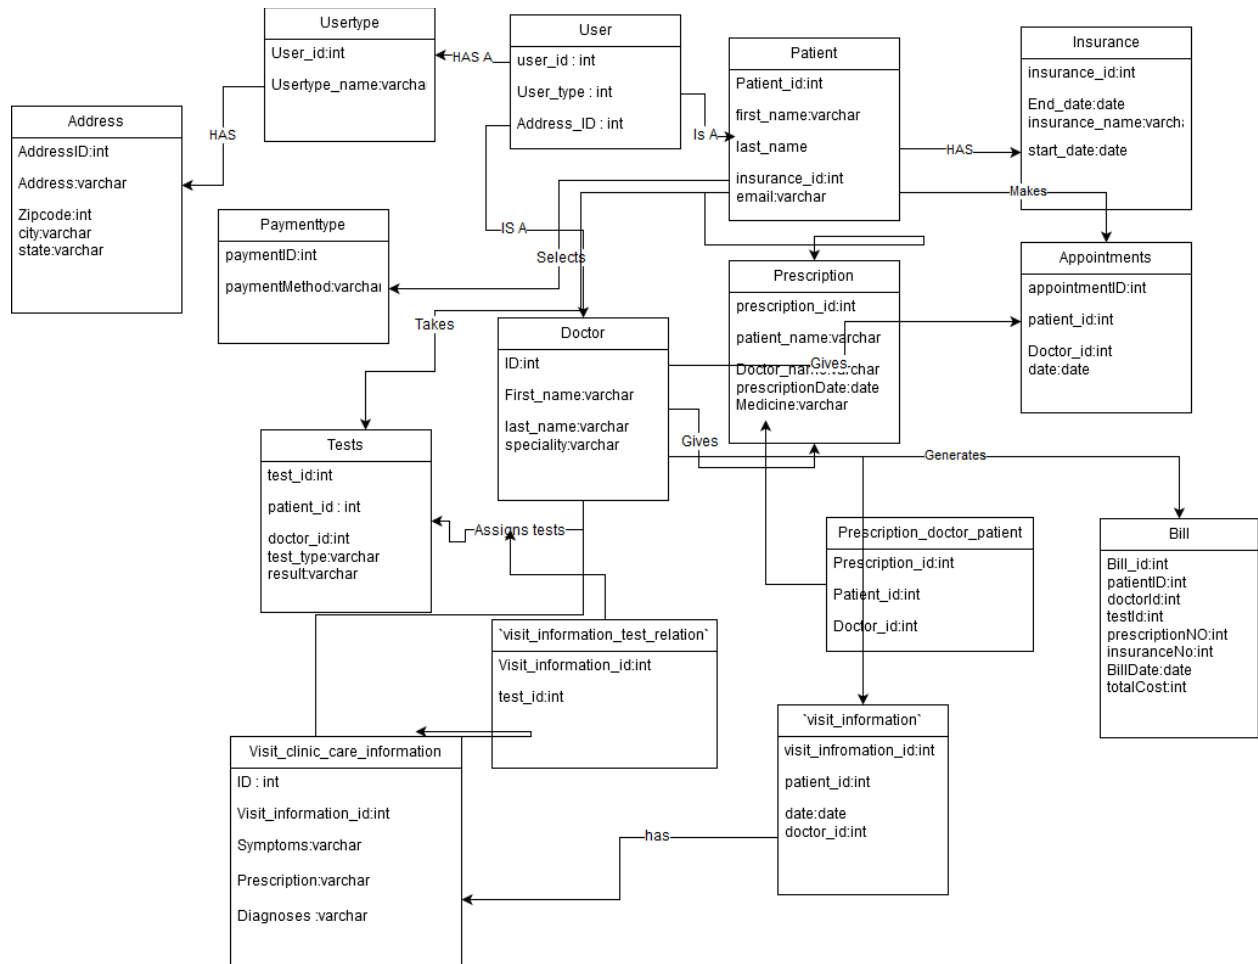 Usertype
User_id:int
Usertype_name:varchar
User
user_id : int
User_type : int
Address_ID : int
Patient
Patient_id:int
first_name:varchar
last_name
insurance_id:int
email:varchar
Insurance
insurance_id:int
End_date:date
insurance_name:varcha
start_date:date
HAS A
Is A
HAS
Makes
HAS
IS A
Selects
Address
AddressID:int
Address:varchar
Zipcode:int
city:varchar
state:varchar
Paymenttype
paymentID:int
paymentMethod:varchar
Takes
Doctor
ID:int
First_name:varchar
last_name:varchar
speciality:varchar
Prescription
prescription_id:int
patient_name:varchar
Doctor_name:varchar
prescriptionDate:date
Medicine:varchar
Gives
Gives
Appointments
appointmentID:int
patient_id:int
Doctor_id:int
date:date
Generates
Tests
test_id:int
patient_id : int
doctor_id:int
test_type:varchar
result:varchar
Assigns tests
Prescription_doctor_patient
Prescription_id:int
Patient_id:int
Doctor_id:int
Bill
Bill_id:int
patientID:int
doctorId:int
testId:int
prescriptionNO:int
insuranceNo:int
BillDate:date
totalCost:int
`visit_information_test_relation`
Visit_information_id:int
test_id:int
`visit_information`
visit_infromation_id:int
patient_id:int
date:date
doctor_id:int
has
Visit_clinic_care_information
ID : int
Visit_information_id:int
Symptoms:varchar
Prescription:varchar
Diagnoses :varchar